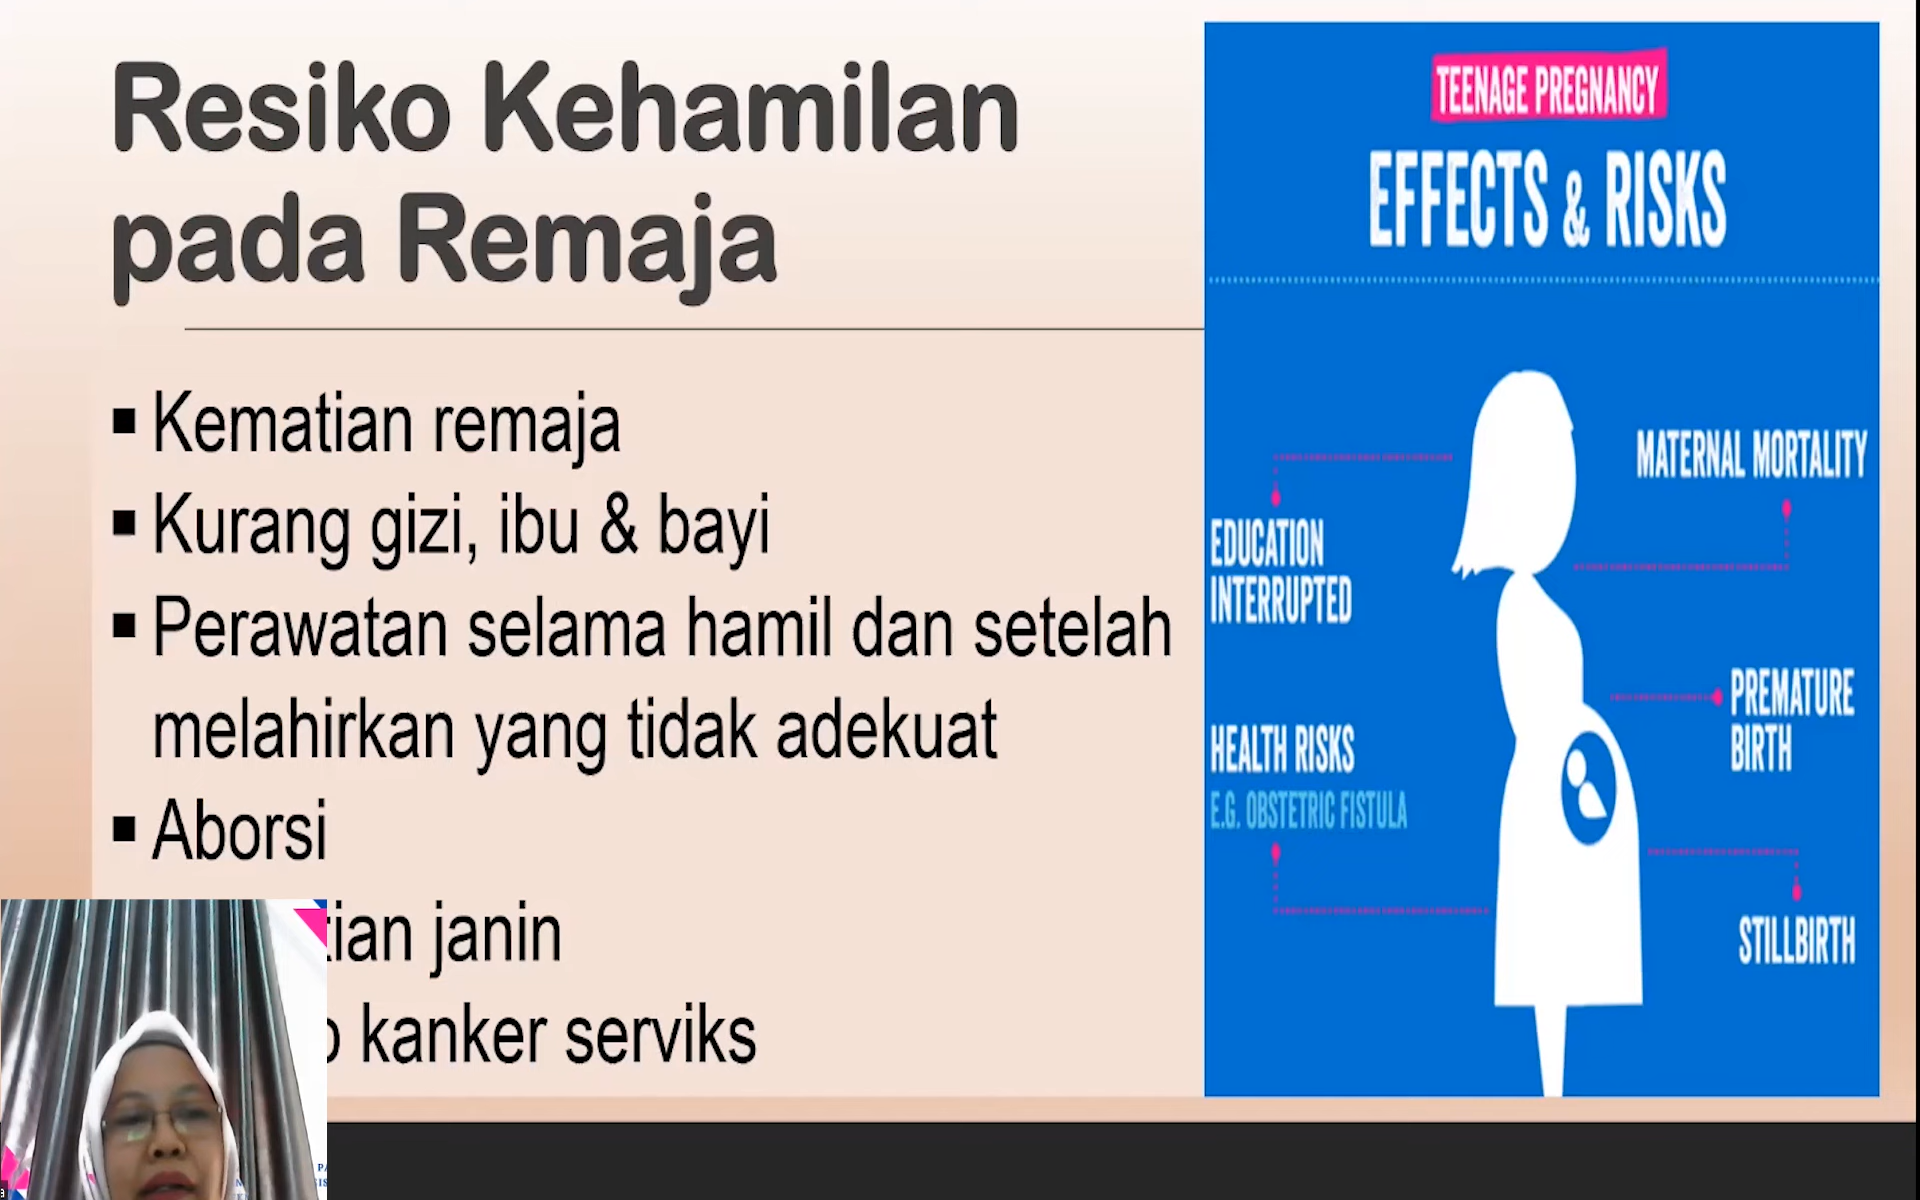 Resiko Kehamilan
pada Remaja
Kematian remaja
Kurang gizi, ibu & bayi
Perawatan selama hamil dan setelah
melahirkan yang tidak adekuat
Aborsi
janin
kanker serviks
TEENAGE PREGNANCY
EFFECTS & RISKS
MATERNAL MORTALITY
EDUCATION
INTERRUPTED
PREMATURE
BIRTH
HEALTH RISKS
E.G. OBSTETRIC FISTULA
STILLBIRTH